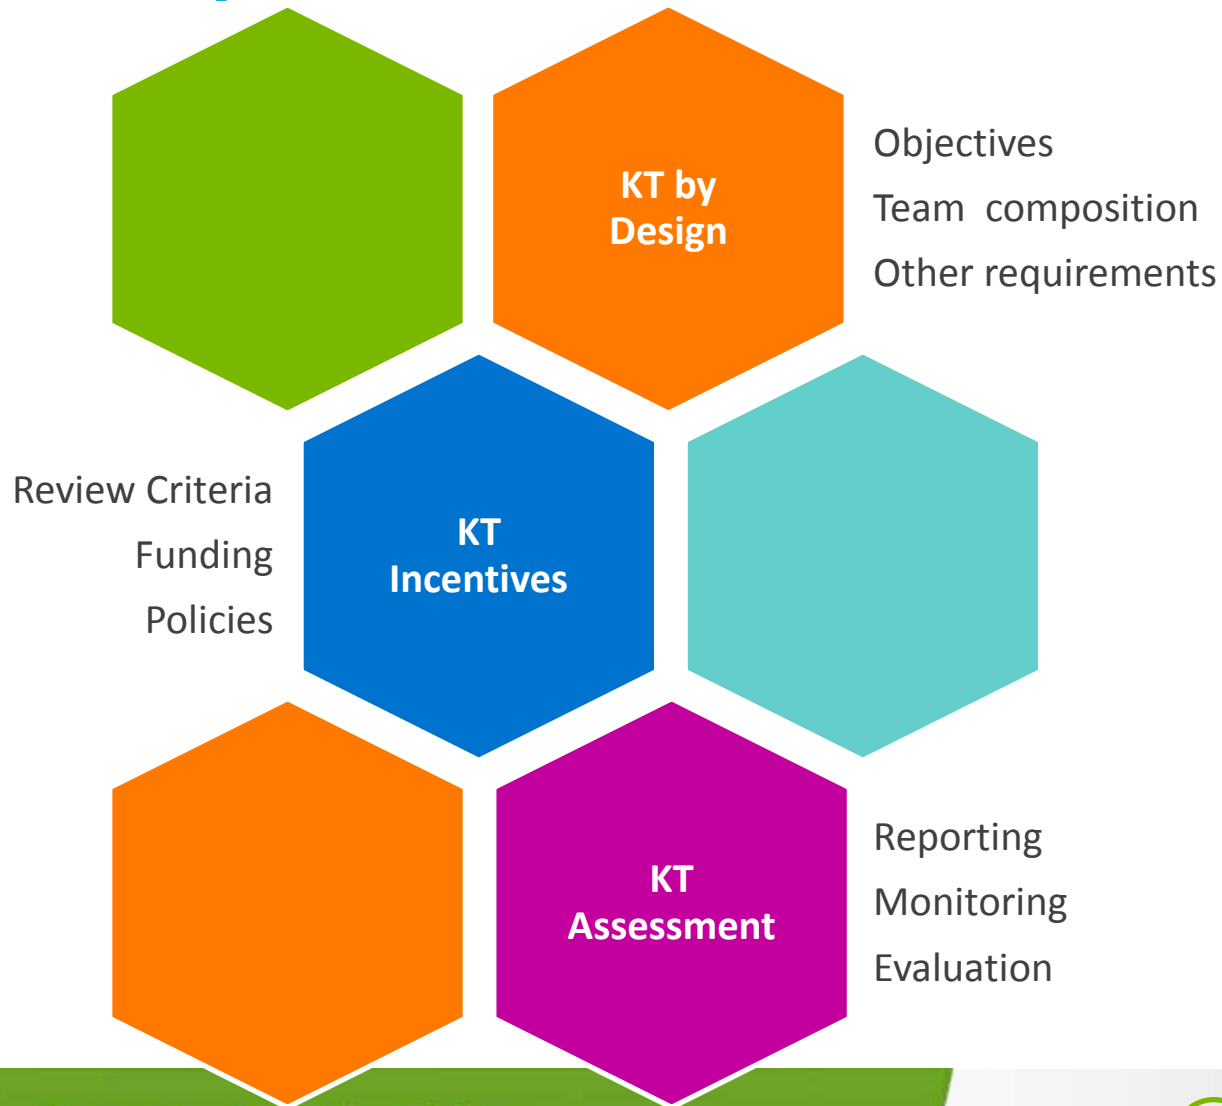 KT by
Design
Objectives
Team composition
Other requirements
Review Criteria
Funding
Policies
KT
Incentives
KT
Assessment
Reporting
Monitoring
Evaluation